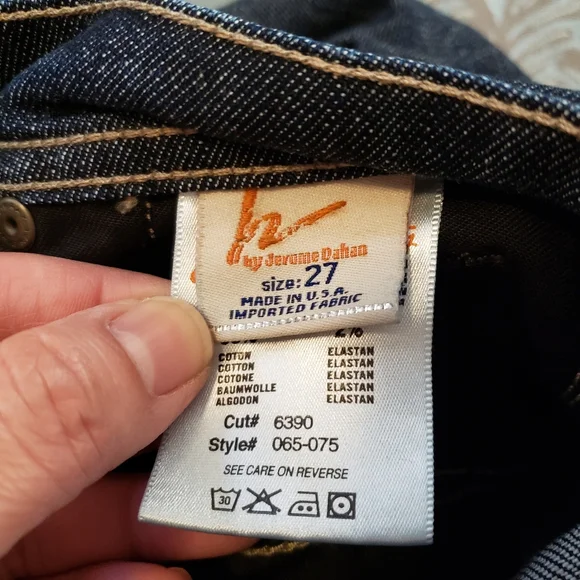 by Jerome Dahan
size: 27
MADE IN U.S.A.
IMPORTED FABRIC
2%
COTON ELASTAN
COTTON ELASTAN
COTONE ELASTAN
BAUMWOLLE ELASTAN
ALGODON ELASTAN
Cut# 6390
Style# 065-075
SEE CARE ON REVERSE
30